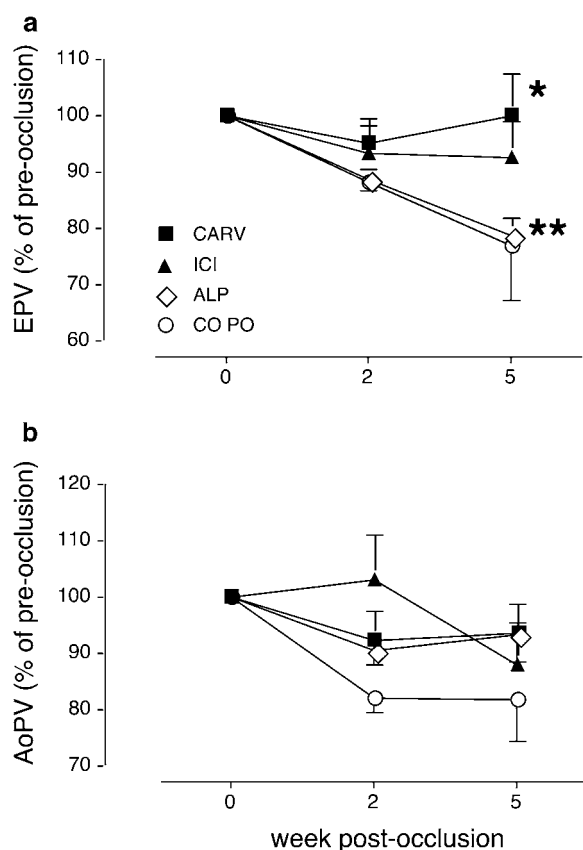 a
EPV (% of pre-occlusion)
110
100
90
80
70
60
CARV
ICI
ALP
CO PO
*
**
0 2 5
b
AoPV (% of pre-occlusion)
120
110
100
90
80
70
0 2 5
week post-occlusion